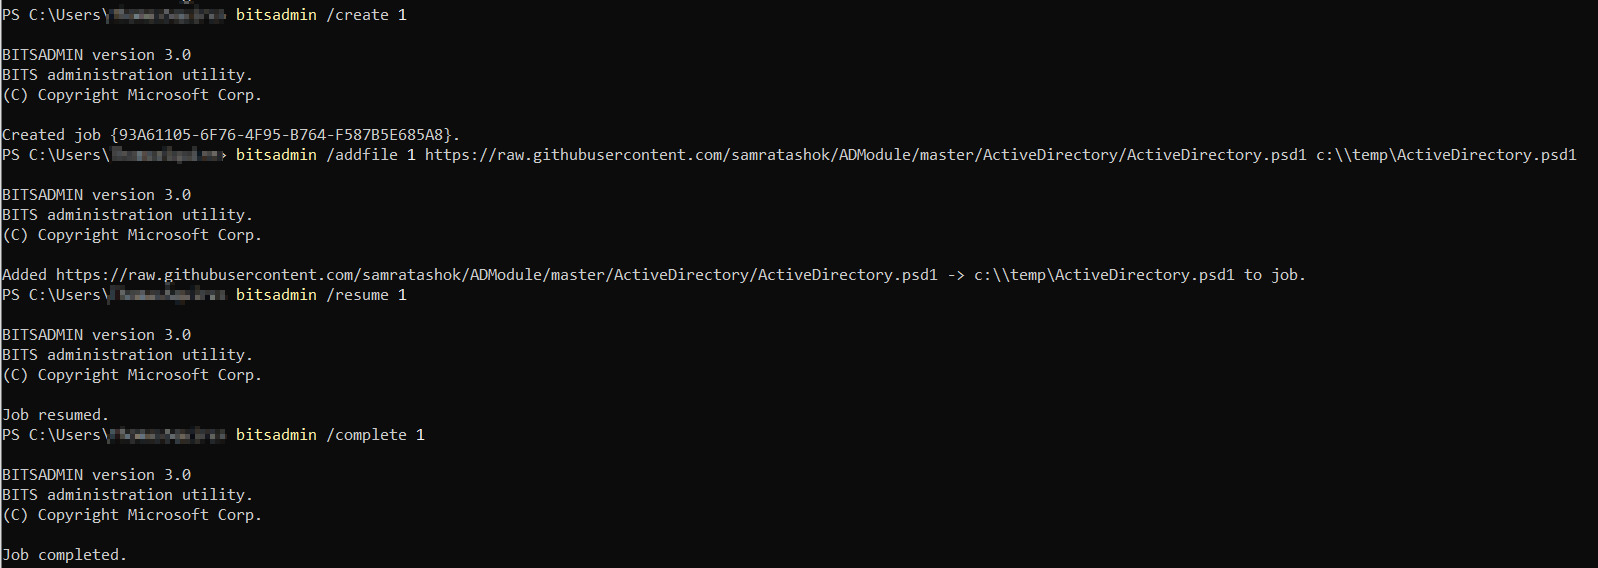 PS C:\Users\ bitsadmin /create 1
BITSADMIN version 3.0
BITS administration utility.
(C) Copyright Microsoft Corp.
Created job {93A61105-6F76-4F95-B764-F587B5E685A8}.
PS C:\Users\ bitsadmin /addfile 1 https://raw.githubusercontent.com/samratashok/ADModule/master/ActiveDirectory/ActiveDirectory.psd1 c:\\temp\ActiveDirectory.psd1
BITSADMIN version 3.0
BITS administration utility.
(C) Copyright Microsoft Corp.
Added https://raw.githubusercontent.com/samratashok/ADModule/master/ActiveDirectory/ActiveDirectory.psd1 -> c:\\temp\ActiveDirectory.psd1 to job.
PS C:\Users\ bitsadmin /resume 1
BITSADMIN version 3.0
BITS administration utility.
(C) Copyright Microsoft Corp.
Job resumed.
PS C:\Users\ bitsadmin /complete 1
BITSADMIN version 3.0
BITS administration utility.
(C) Copyright Microsoft Corp.
Job completed.